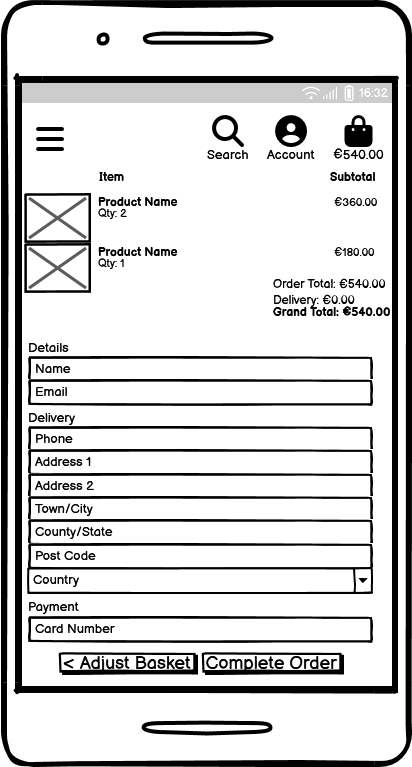 16:32
Search Account €540.00
Item Subtotal
Product Name €360.00
Qty: 2
Product Name €180.00
Qty: 1
Order Total: €540.00
Delivery: €0.00
Grand Total: €540.00
Details
Name
Email
Delivery
Phone
Address 1
Address 2
Town/City
County/State
Post Code
Country
Payment
Card Number
< Adjust Basket Complete Order